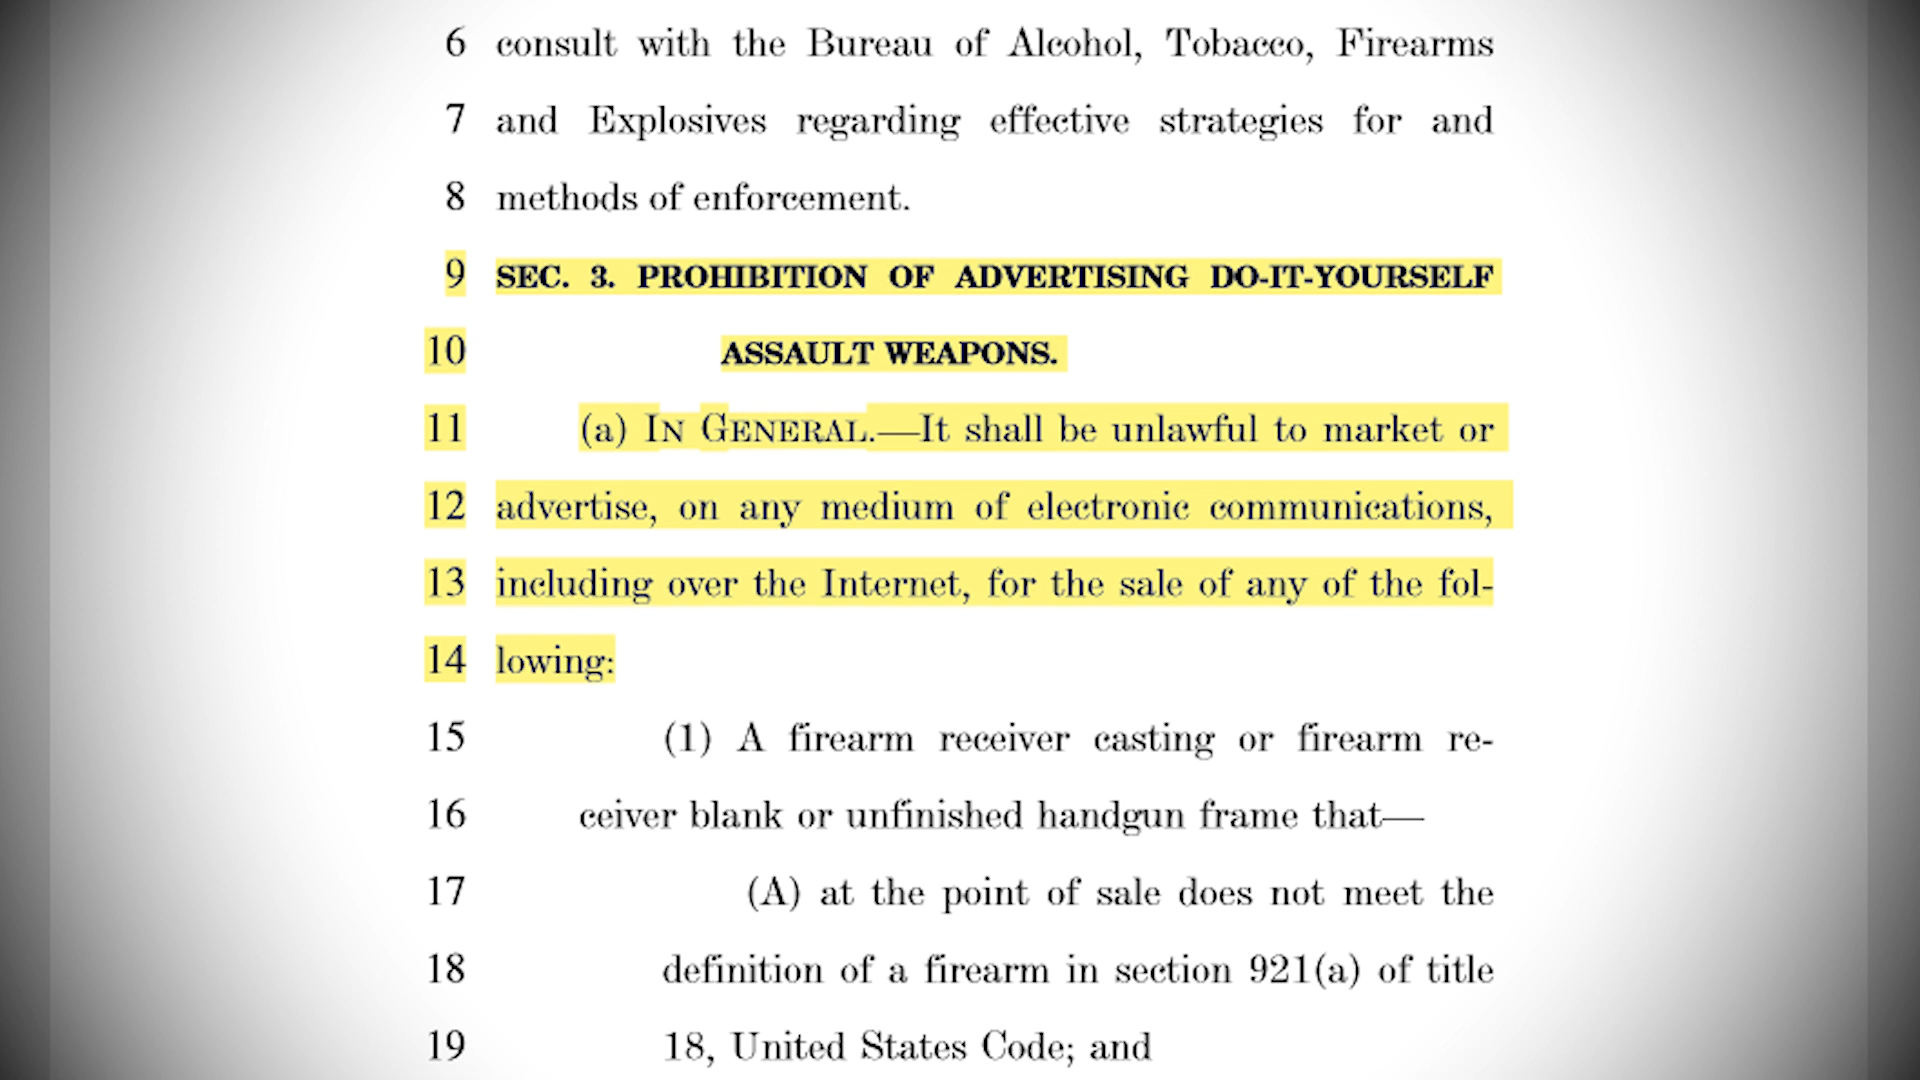 6 consult with the Bureau of Alcohol, Tobacco, Firearms
7 and Explosives regarding effective strategies for and
8 methods of enforcement.
9 SEC. 3. PROHIBITION OF ADVERTISING DO-IT-YOURSELF
10 ASSAULT WEAPONS.
11 (a) IN GENERAL.—It shall be unlawful to market or
12 advertise, on any medium of electronic communications,
13 including over the Internet, for the sale of any of the fol-
14 lowing:
15 (1) A firearm receiver casting or firearm re-
16 ceiver blank or unfinished handgun frame that—
17 (A) at the point of sale does not meet the
18 definition of a firearm in section 921(a) of title
19 18, United States Code; and